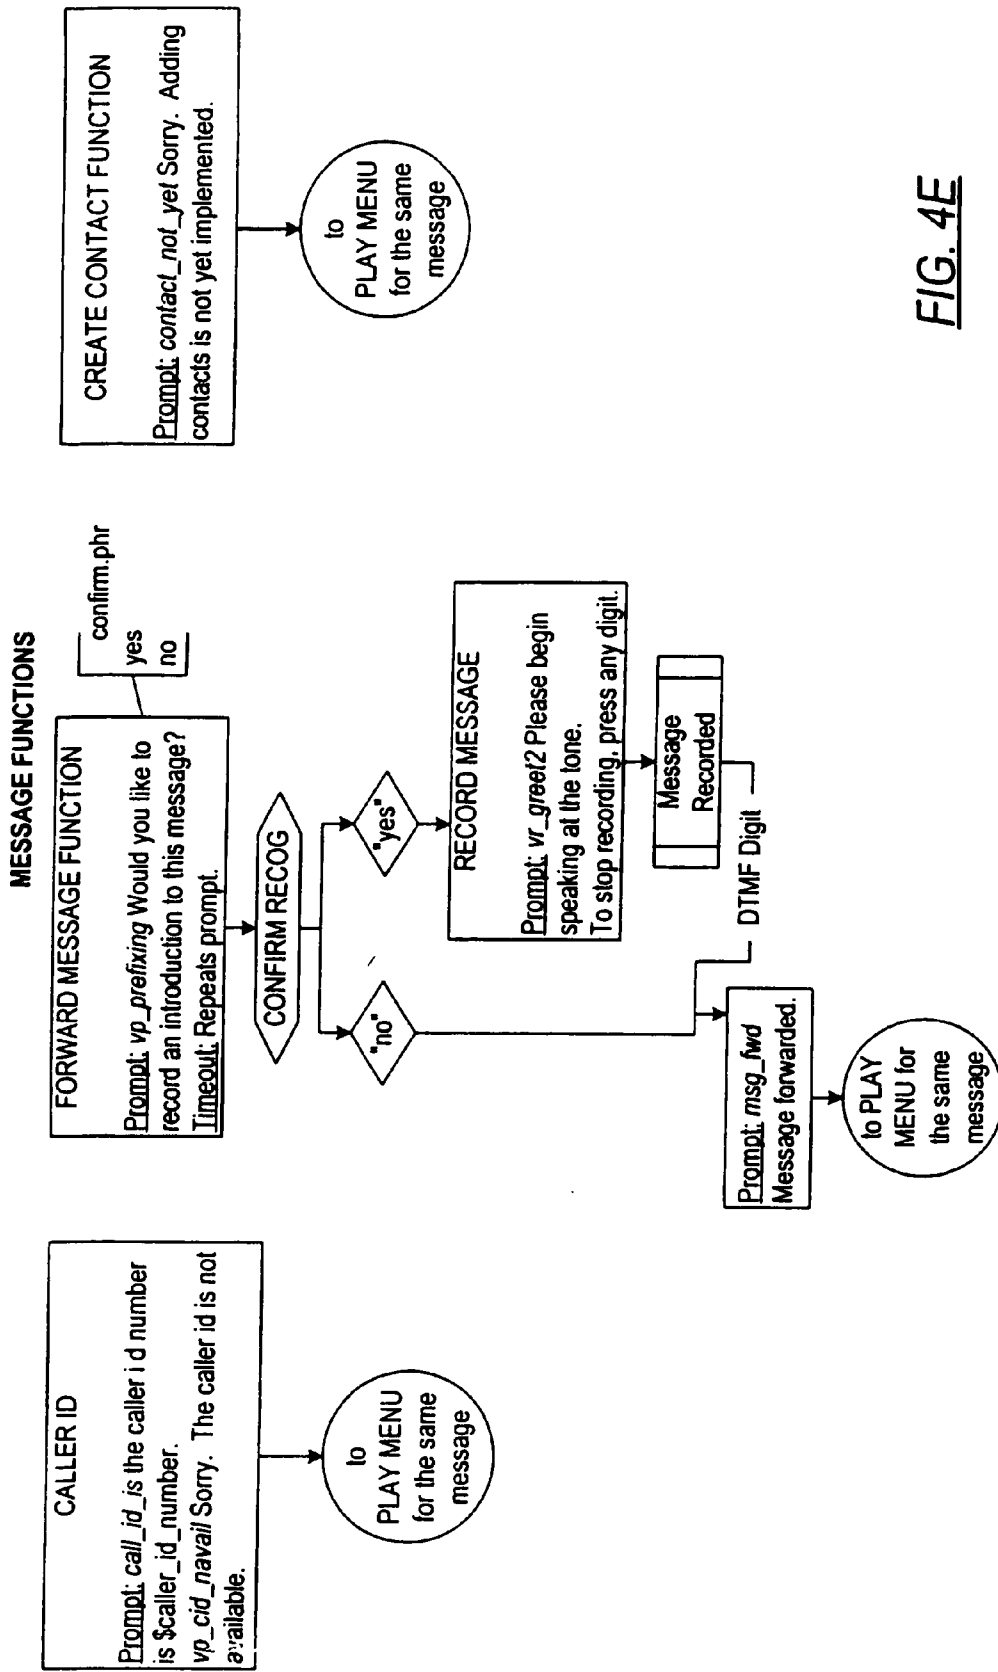 MESSAGE FUNCTIONS
CALLER ID
Prompt: call_id_is the caller i d number
is $caller_id_number.
vp_cid_navail Sorry. The caller id is not
available.
to
PLAY MENU
for the same
message
FORWARD MESSAGE FUNCTION
Prompt: vp_prefixing Would you like to
record an introduction to this message?
Timeout: Repeats prompt.
confirm.phr
yes
no
CONFIRM RECOG
"no"
"yes"
RECORD MESSAGE
Prompt: vr_greet2 Please begin
speaking at the tone.
To stop recording, press any digit.
Message
Recorded
DTMF Digit
Prompt: msg_fwd
Message forwarded.
to PLAY
MENU for
the same
message
CREATE CONTACT FUNCTION
Prompt: contact_not_yet Sorry. Adding
contacts is not yet implemented.
to
PLAY MENU
for the same
message
FIG. 4E